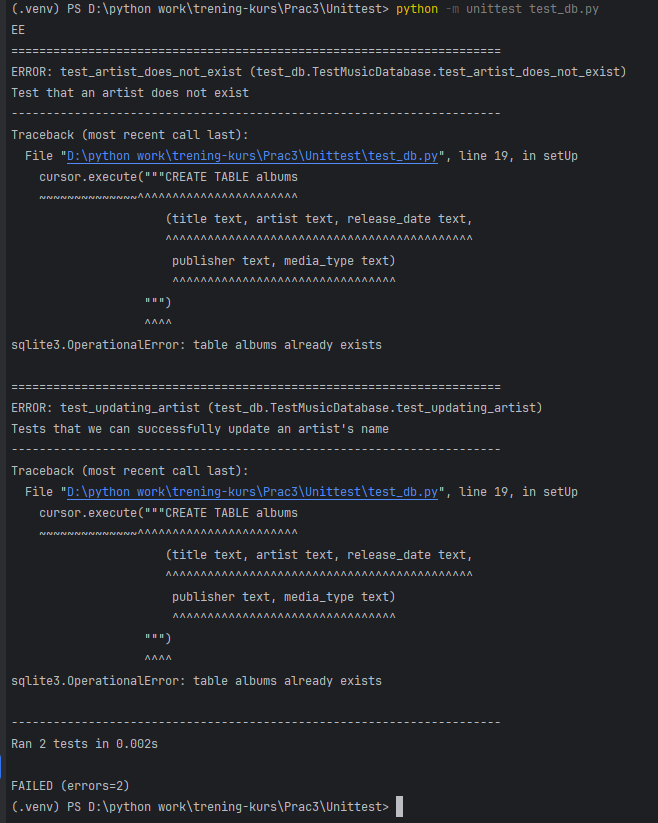 (.venv) PS D:\python work\trening-kurs\Prac3\Unittest> python -m unittest test_db.py
EE
======================================================================
ERROR: test_artist_does_not_exist (test_db.TestMusicDatabase.test_artist_does_not_exist)
Test that an artist does not exist
----------------------------------------------------------------------
Traceback (most recent call last):
  File "D:\python work\trening-kurs\Prac3\Unittest\test_db.py", line 19, in setUp
    cursor.execute("""CREATE TABLE albums
    ~~~~~~~~~~~~~~^^^^^^^^^^^^^^^^^^^^^^^
                      (title text, artist text, release_date text,
                      ^^^^^^^^^^^^^^^^^^^^^^^^^^^^^^^^^^^^^^^^^^^^
                       publisher text, media_type text)
                       ^^^^^^^^^^^^^^^^^^^^^^^^^^^^^^^^
                   """)
                   ^^^^
sqlite3.OperationalError: table albums already exists

======================================================================
ERROR: test_updating_artist (test_db.TestMusicDatabase.test_updating_artist)
Tests that we can successfully update an artist's name
----------------------------------------------------------------------
Traceback (most recent call last):
  File "D:\python work\trening-kurs\Prac3\Unittest\test_db.py", line 19, in setUp
    cursor.execute("""CREATE TABLE albums
    ~~~~~~~~~~~~~~^^^^^^^^^^^^^^^^^^^^^^^
                      (title text, artist text, release_date text,
                      ^^^^^^^^^^^^^^^^^^^^^^^^^^^^^^^^^^^^^^^^^^^^
                       publisher text, media_type text)
                       ^^^^^^^^^^^^^^^^^^^^^^^^^^^^^^^^
                   """)
                   ^^^^
sqlite3.OperationalError: table albums already exists

----------------------------------------------------------------------
Ran 2 tests in 0.002s

FAILED (errors=2)
(.venv) PS D:\python work\trening-kurs\Prac3\Unittest>